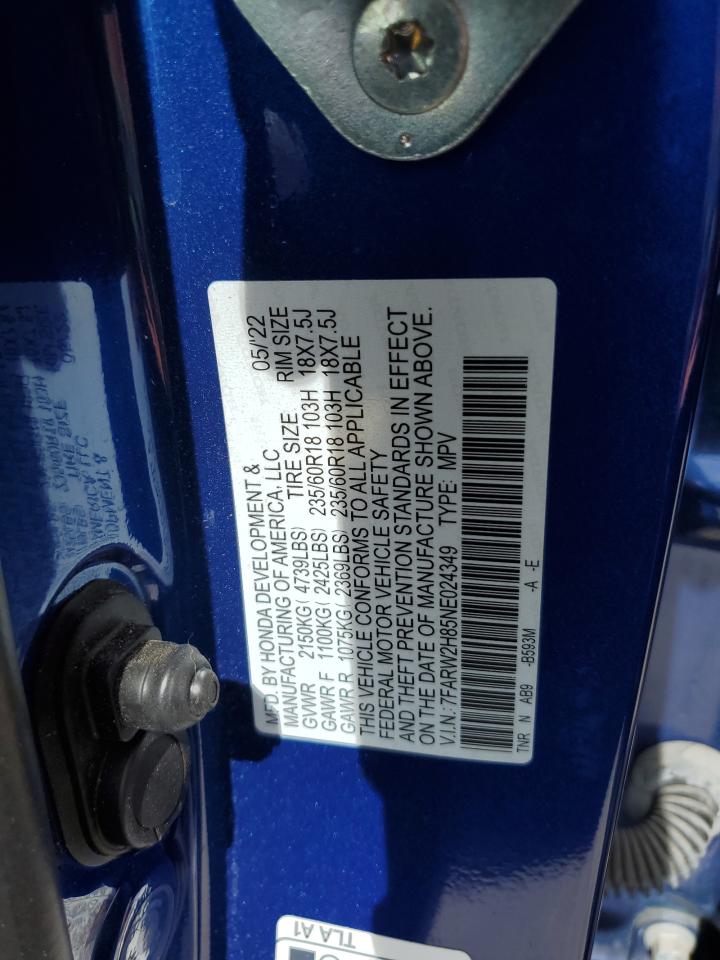 MFD. BY HONDA DEVELOPMENT &
MANUFACTURING OF AMERICA, LLC 05/'22
TIRE SIZE RIM SIZE
GVWR 2150KG ( 4739LBS)
GAWR F 1100KG ( 2425LBS) 235/60R18 103H 18X7.5J
GAWR R 1075KG ( 2369LBS) 235/60R18 103H 18X7.5J
THIS VEHICLE CONFORMS TO ALL APPLICABLE
FEDERAL MOTOR VEHICLE SAFETY
AND THEFT PREVENTION STANDARDS IN EFFECT
ON THE DATE OF MANUFACTURE SHOWN ABOVE.
V.I.N.: 7FARW2H85NE024349 TYPE: MPV
TNR N AB9 -B593M -A -E
TLA A1